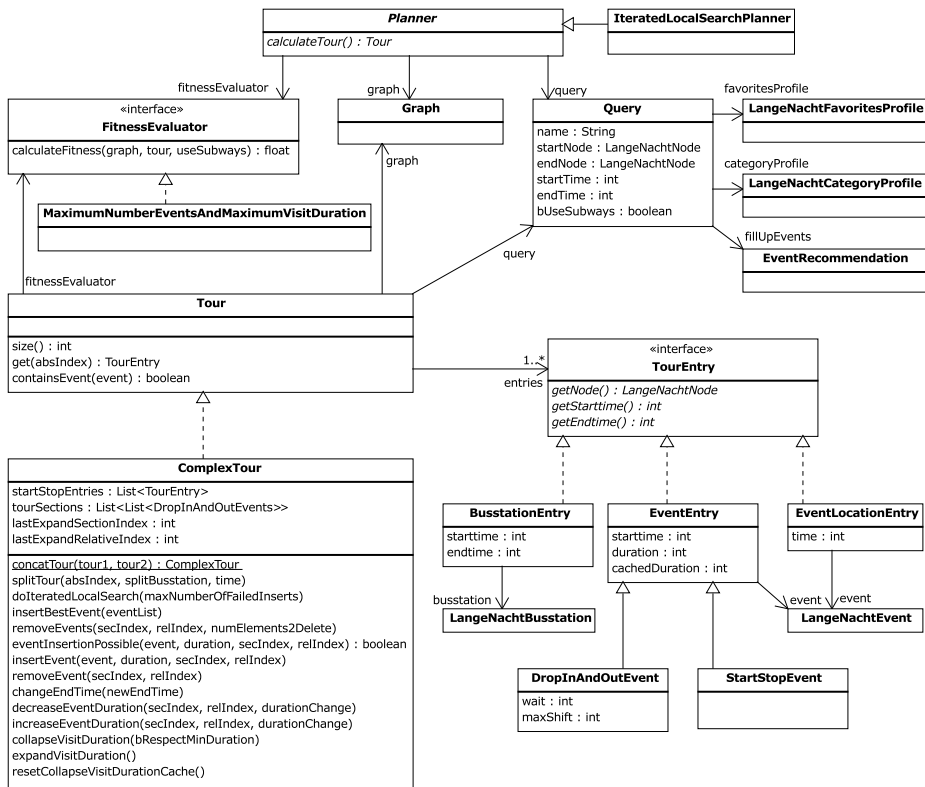 Planner
calculateTour() : Tour
IteratedLocalSearchPlanner
fitnessEvaluator
graph
query
«interface»
FitnessEvaluator
calculateFitness(graph, tour, useSubways) : float
Graph
graph
Query
name : String
startNode : LangeNachtNode
endNode : LangeNachtNode
startTime : int
endTime : int
bUseSubways : boolean
favoritesProfile
LangeNachtFavoritesProfile
categoryProfile
LangeNachtCategoryProfile
fillUpEvents
EventRecommendation
MaximumNumberEventsAndMaximumVisitDuration
fitnessEvaluator
query
Tour
size() : int
get(absIndex) : TourEntry
containsEvent(event) : boolean
1..*
entries
«interface»
TourEntry
getNode() : LangeNachtNode
getStarttime() : int
getEndtime() : int
ComplexTour
startStopEntries : List<TourEntry>
tourSections : List<List<DropInAndOutEvents>>
lastExpandSectionIndex : int
lastExpandRelativeIndex : int
concatTour(tour1, tour2) : ComplexTour
splitTour(absIndex, splitBusstation, time)
doIteratedLocalSearch(maxNumberOfFailedInserts)
insertBestEvent(eventList)
removeEvents(secIndex, relIndex, numElements2Delete)
eventInsertionPossible(event, duration, secIndex, relIndex) : boolean
insertEvent(event, duration, secIndex, relIndex)
removeEvent(secIndex, relIndex)
changeEndTime(newEndTime)
decreaseEventDuration(secIndex, relIndex, durationChange)
increaseEventDuration(secIndex, relIndex, durationChange)
collapseVisitDuration(bRespectMinDuration)
expandVisitDuration()
resetCollapseVisitDurationCache()
BusstationEntry
starttime : int
endtime : int
EventEntry
starttime : int
duration : int
cachedDuration : int
EventLocationEntry
time : int
busstation
LangeNachtBusstation
event
event
LangeNachtEvent
DropInAndOutEvent
wait : int
maxShift : int
StartStopEvent